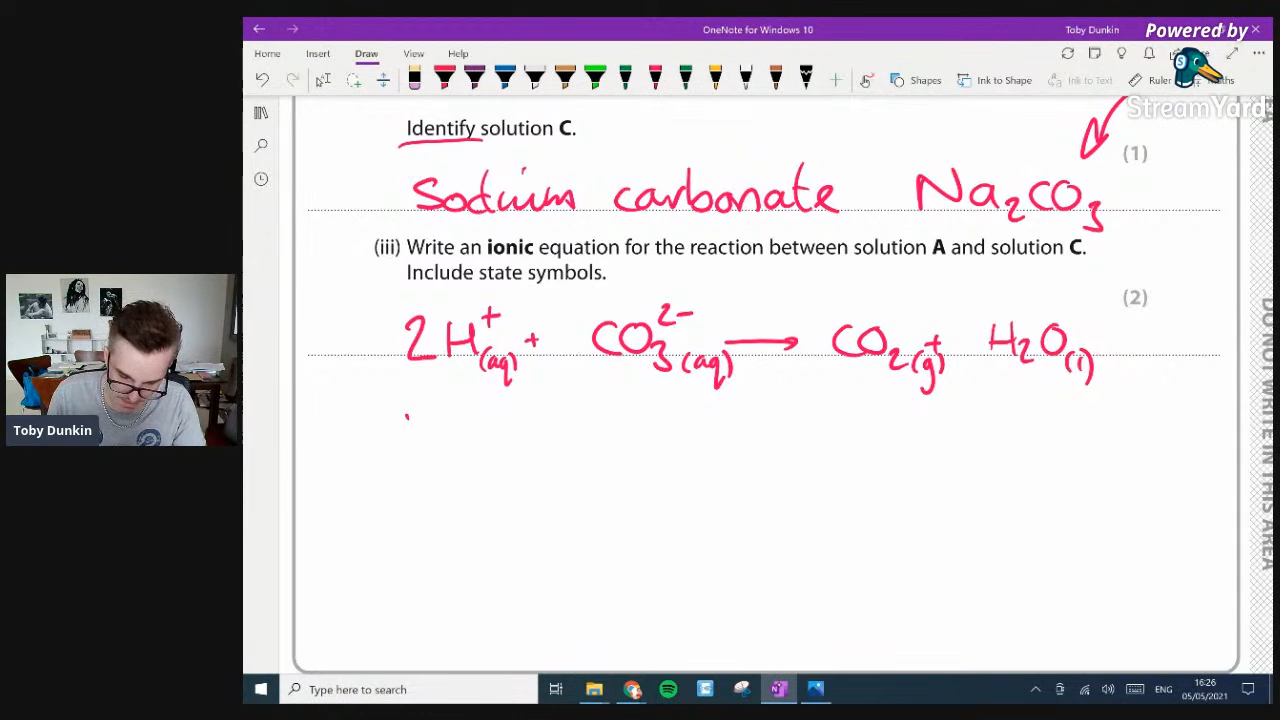 OneNote for Windows 10
Toby Dunkin
Powered by
Home Insert Draw View Help
Shapes Ink to Shape Ink to Text Ruler
StreamYard
Identify solution C.
(1)
Sodium carbonate Na₂CO₃
(iii) Write an ionic equation for the reaction between solution A and solution C.
Include state symbols.
(2)
2H⁺(aq) + CO₃²⁻(aq) → CO₂(g) + H₂O(l)
DO NOT WRITE IN THIS AREA
Toby Dunkin
Type here to search
ENG
16:26
05/05/2021